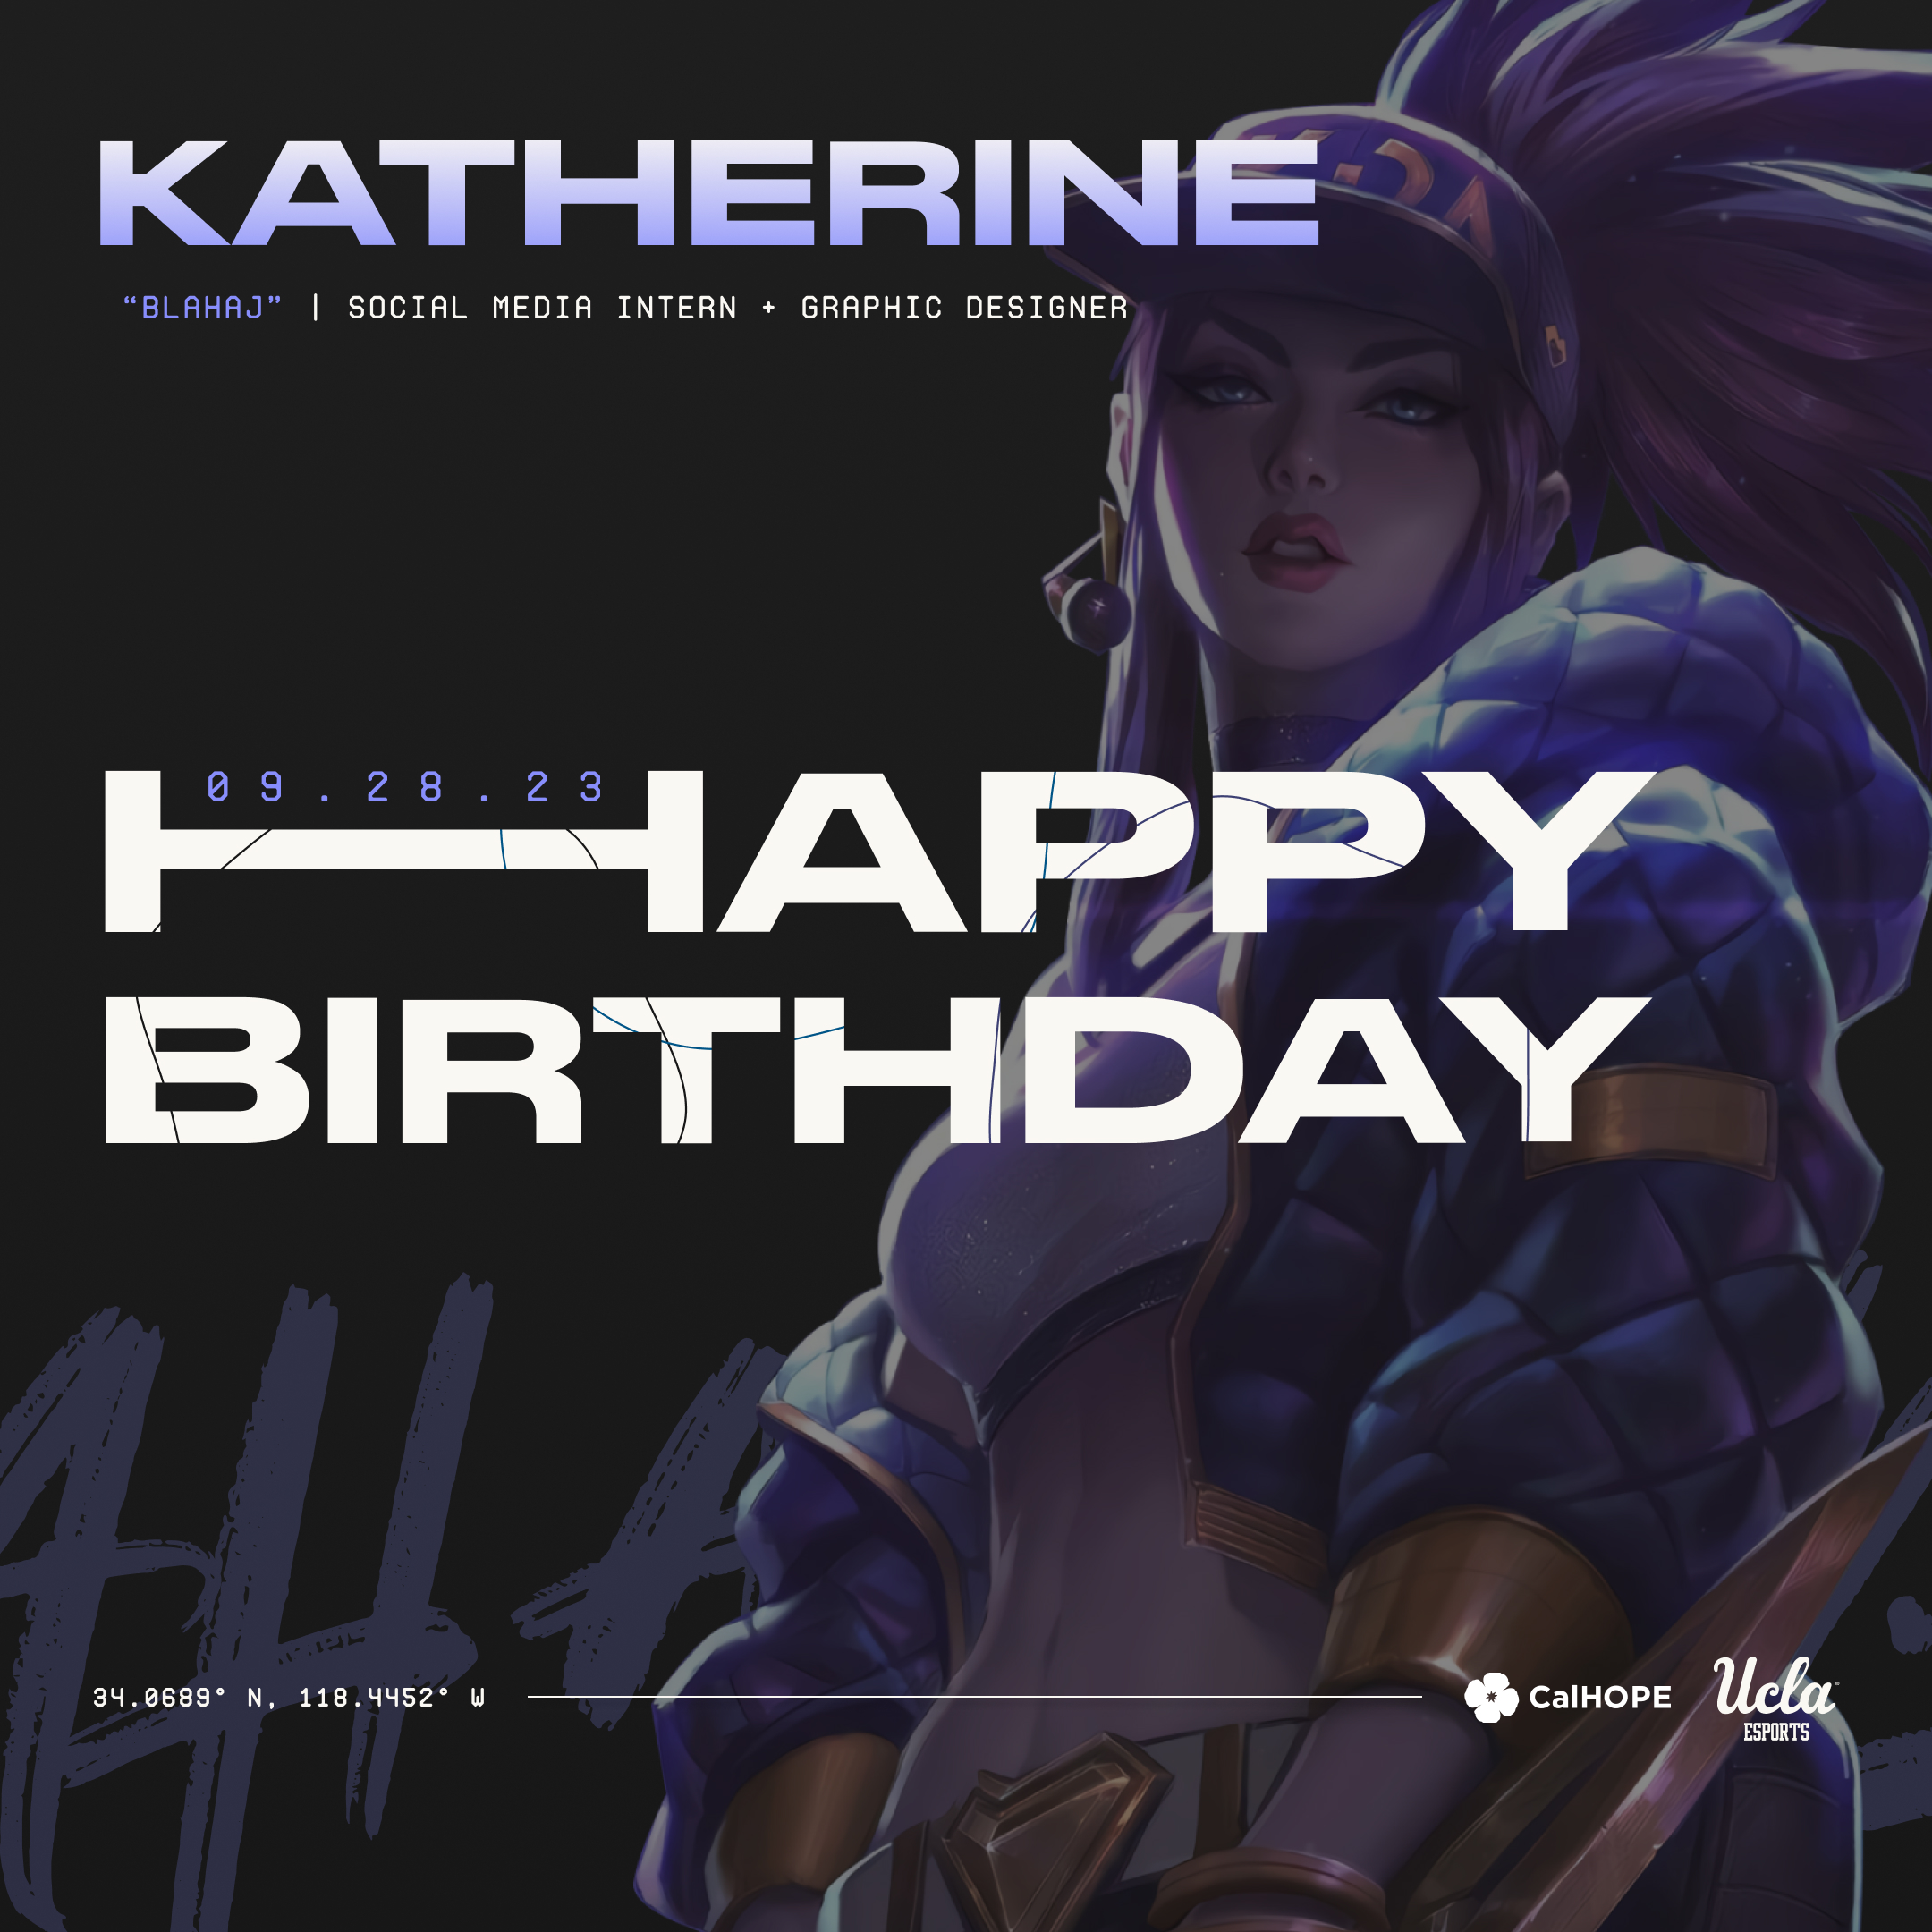 KATHERINE
“BLAHAJ” | SOCIAL MEDIA INTERN + GRAPHIC DESIGNER
09.28.23
HAPPY
BIRTHDAY
34.0689° N, 118.4452° W
CalHOPE
Ucla
ESPORTS